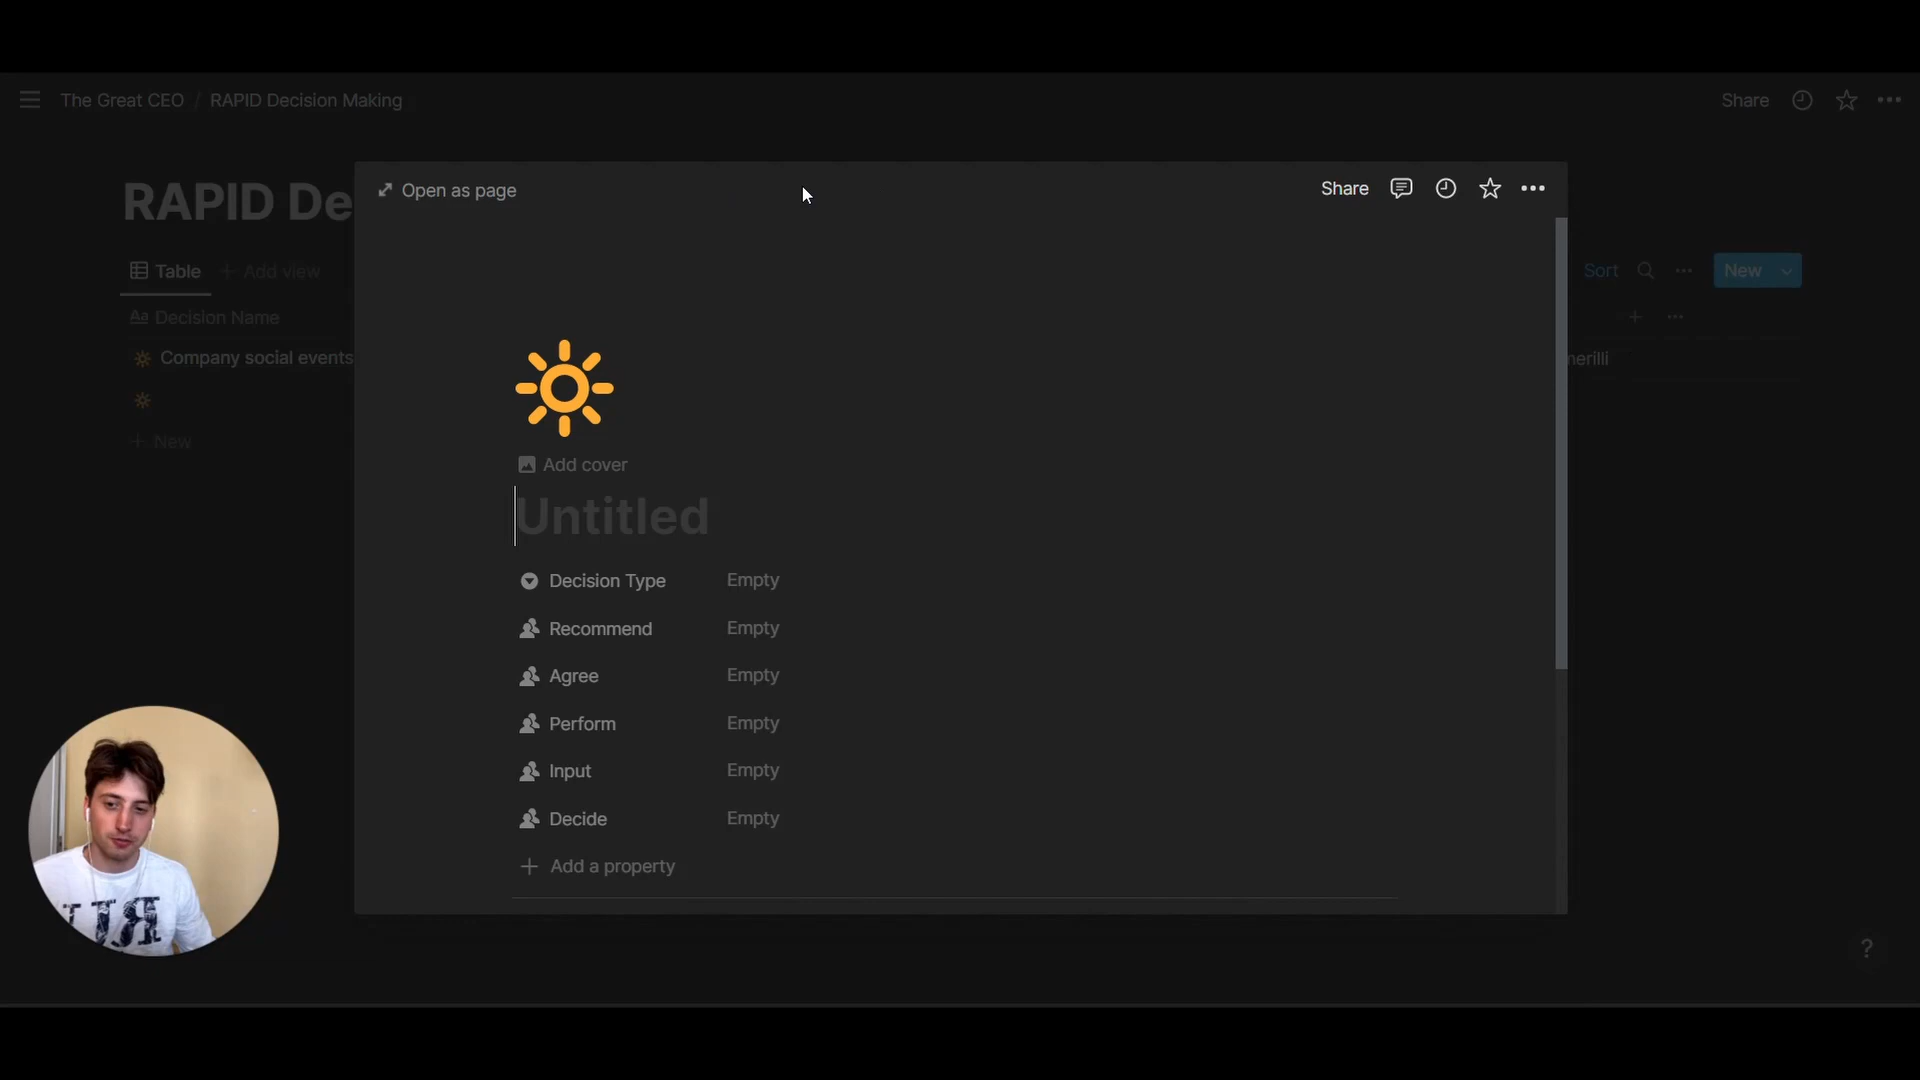 The Great CEO / RAPID Decision Making
Share
Open as page
Share
RAPID De
Table
+ Add view
Sort
New
Aa Decision Name
Company social events
merilli
+ New
Add cover
Untitled
Decision Type Empty
Recommend Empty
Agree Empty
Perform Empty
Input Empty
Decide Empty
+ Add a property
?